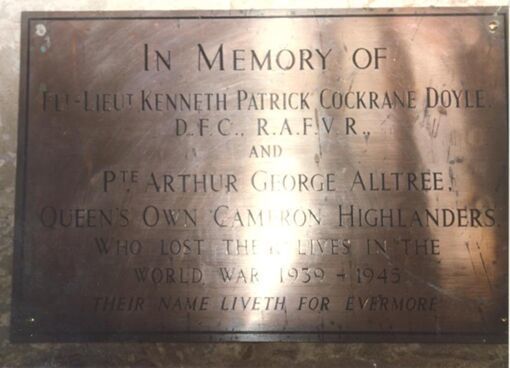 IN MEMORY OF
FLT-LIEUT KENNETH PATRICK COCKRANE DOYLE.
D.F.C., R.A.F.V.R.,
AND
PTE ARTHUR GEORGE ALLTREE.
QUEEN'S OWN CAMERON HIGHLANDERS.
WHO LOST THEIR LIVES IN THE
WORLD WAR 1939 - 1945
THEIR NAME LIVETH FOR EVERMORE